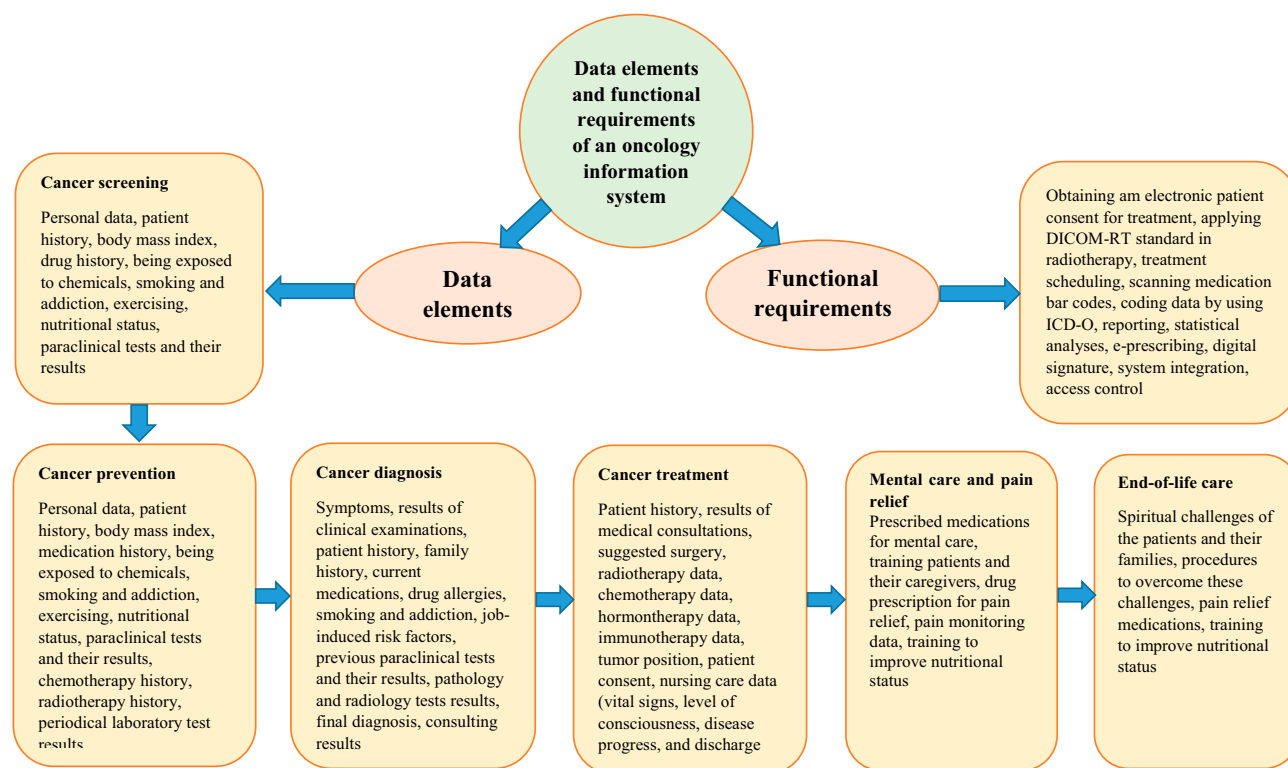 Data elements
and functional
requirements
of an oncology
information
system
Data
elements
Functional
requirements
Cancer screening
Personal data, patient
history, body mass index,
drug history, being exposed
to chemicals, smoking and
addiction, exercising,
nutritional status,
paraclinical tests and their
results
Obtaining am electronic patient
consent for treatment, applying
DICOM-RT standard in
radiotherapy, treatment
scheduling, scanning medication
bar codes, coding data by using
ICD-O, reporting, statistical
analyses, e-prescribing, digital
signature, system integration,
access control
Cancer prevention
Personal data, patient
history, body mass index,
medication history, being
exposed to chemicals,
smoking and addiction,
exercising, nutritional
status, paraclinical tests
and their results,
chemotherapy history,
radiotherapy history,
periodical laboratory test
results
Cancer diagnosis
Symptoms, results of
clinical examinations,
patient history, family
history, current
medications, drug allergies,
smoking and addiction, job-
induced risk factors,
previous paraclinical tests
and their results, pathology
and radiology tests results,
final diagnosis, consulting
results
Cancer treatment
Patient history, results of
medical consultations,
suggested surgery,
radiotherapy data,
chemotherapy data,
hormontherapy data,
immunotherapy data,
tumor position, patient
consent, nursing care data
(vital signs, level of
consciousness, disease
progress, and discharge
Mental care and pain
relief
Prescribed medications
for mental care,
training patients and
their caregivers, drug
prescription for pain
relief, pain monitoring
data, training to
improve nutritional
status
End-of-life care
Spiritual challenges of
the patients and their
families, procedures
to overcome these
challenges, pain relief
medications, training
to improve nutritional
status